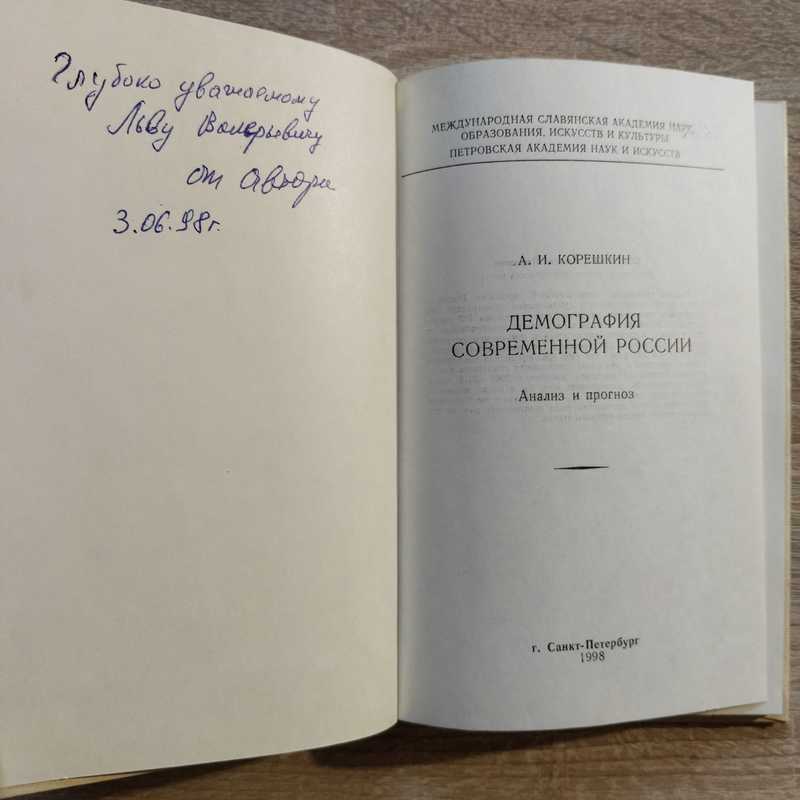 Глубоко уважаемому
Льву Валерьевичу
от автора
3.06.98г.
МЕЖДУНАРОДНАЯ СЛАВЯНСКАЯ АКАДЕМИЯ НАУК,
ОБРАЗОВАНИЯ, ИСКУССТВ И КУЛЬТУРЫ
ПЕТРОВСКАЯ АКАДЕМИЯ НАУК И ИСКУССТВ
А. И. КОРЕШКИН
ДЕМОГРАФИЯ
СОВРЕМЕННОЙ РОССИИ
Анализ и прогноз
г. Санкт-Петербург
1998